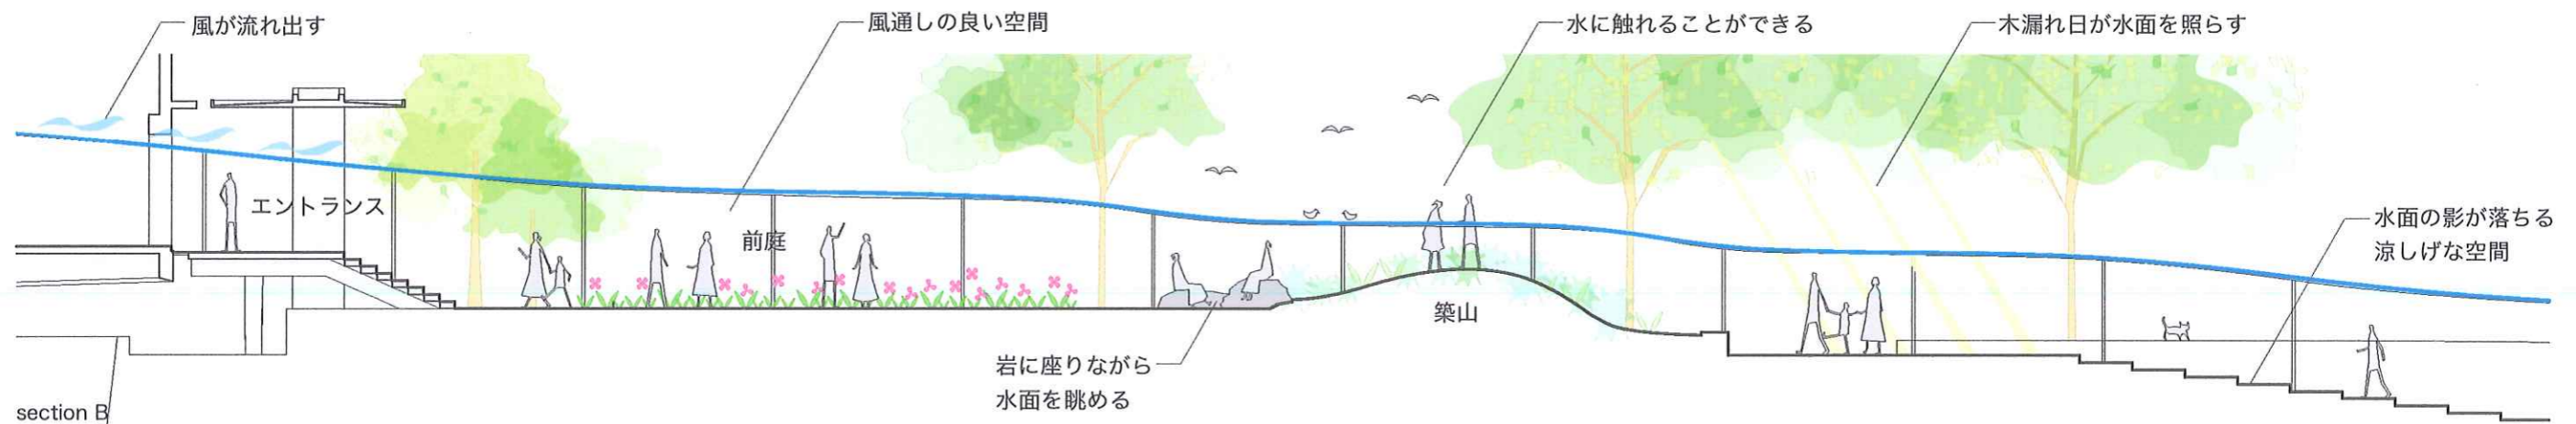 風が流れ出す
風通しの良い空間
水に触れることができる
木漏れ日が水面を照らす
エントランス
前庭
水面の影が落ちる
涼しげな空間
築山
岩に座りながら
水面を眺める
section B